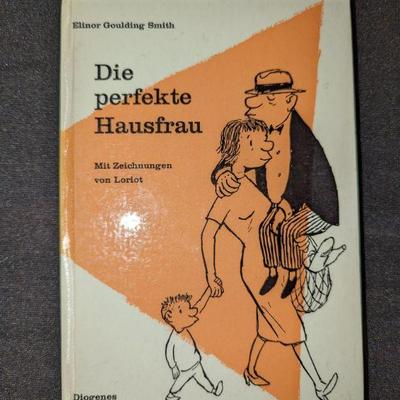 Elinor Goulding Smith
Die
perfekte
Hausfrau
Mit Zeichnungen
von Loriot
Diogenes